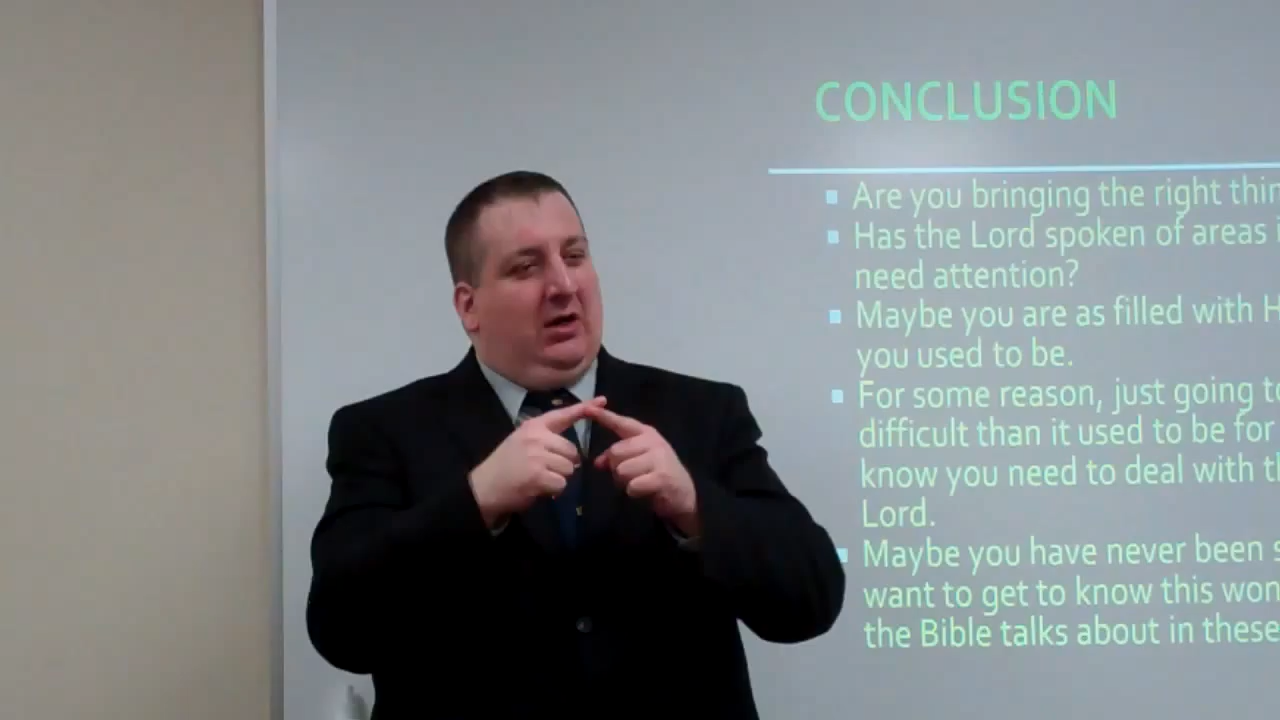 CONCLUSION
Are you bringing the right thin
Has the Lord spoken of areas
need attention?
Maybe you are as filled with H
you used to be.
For some reason, just going to
difficult than it used to be for
know you need to deal with th
Lord.
Maybe you have never been s
want to get to know this won
the Bible talks about in these